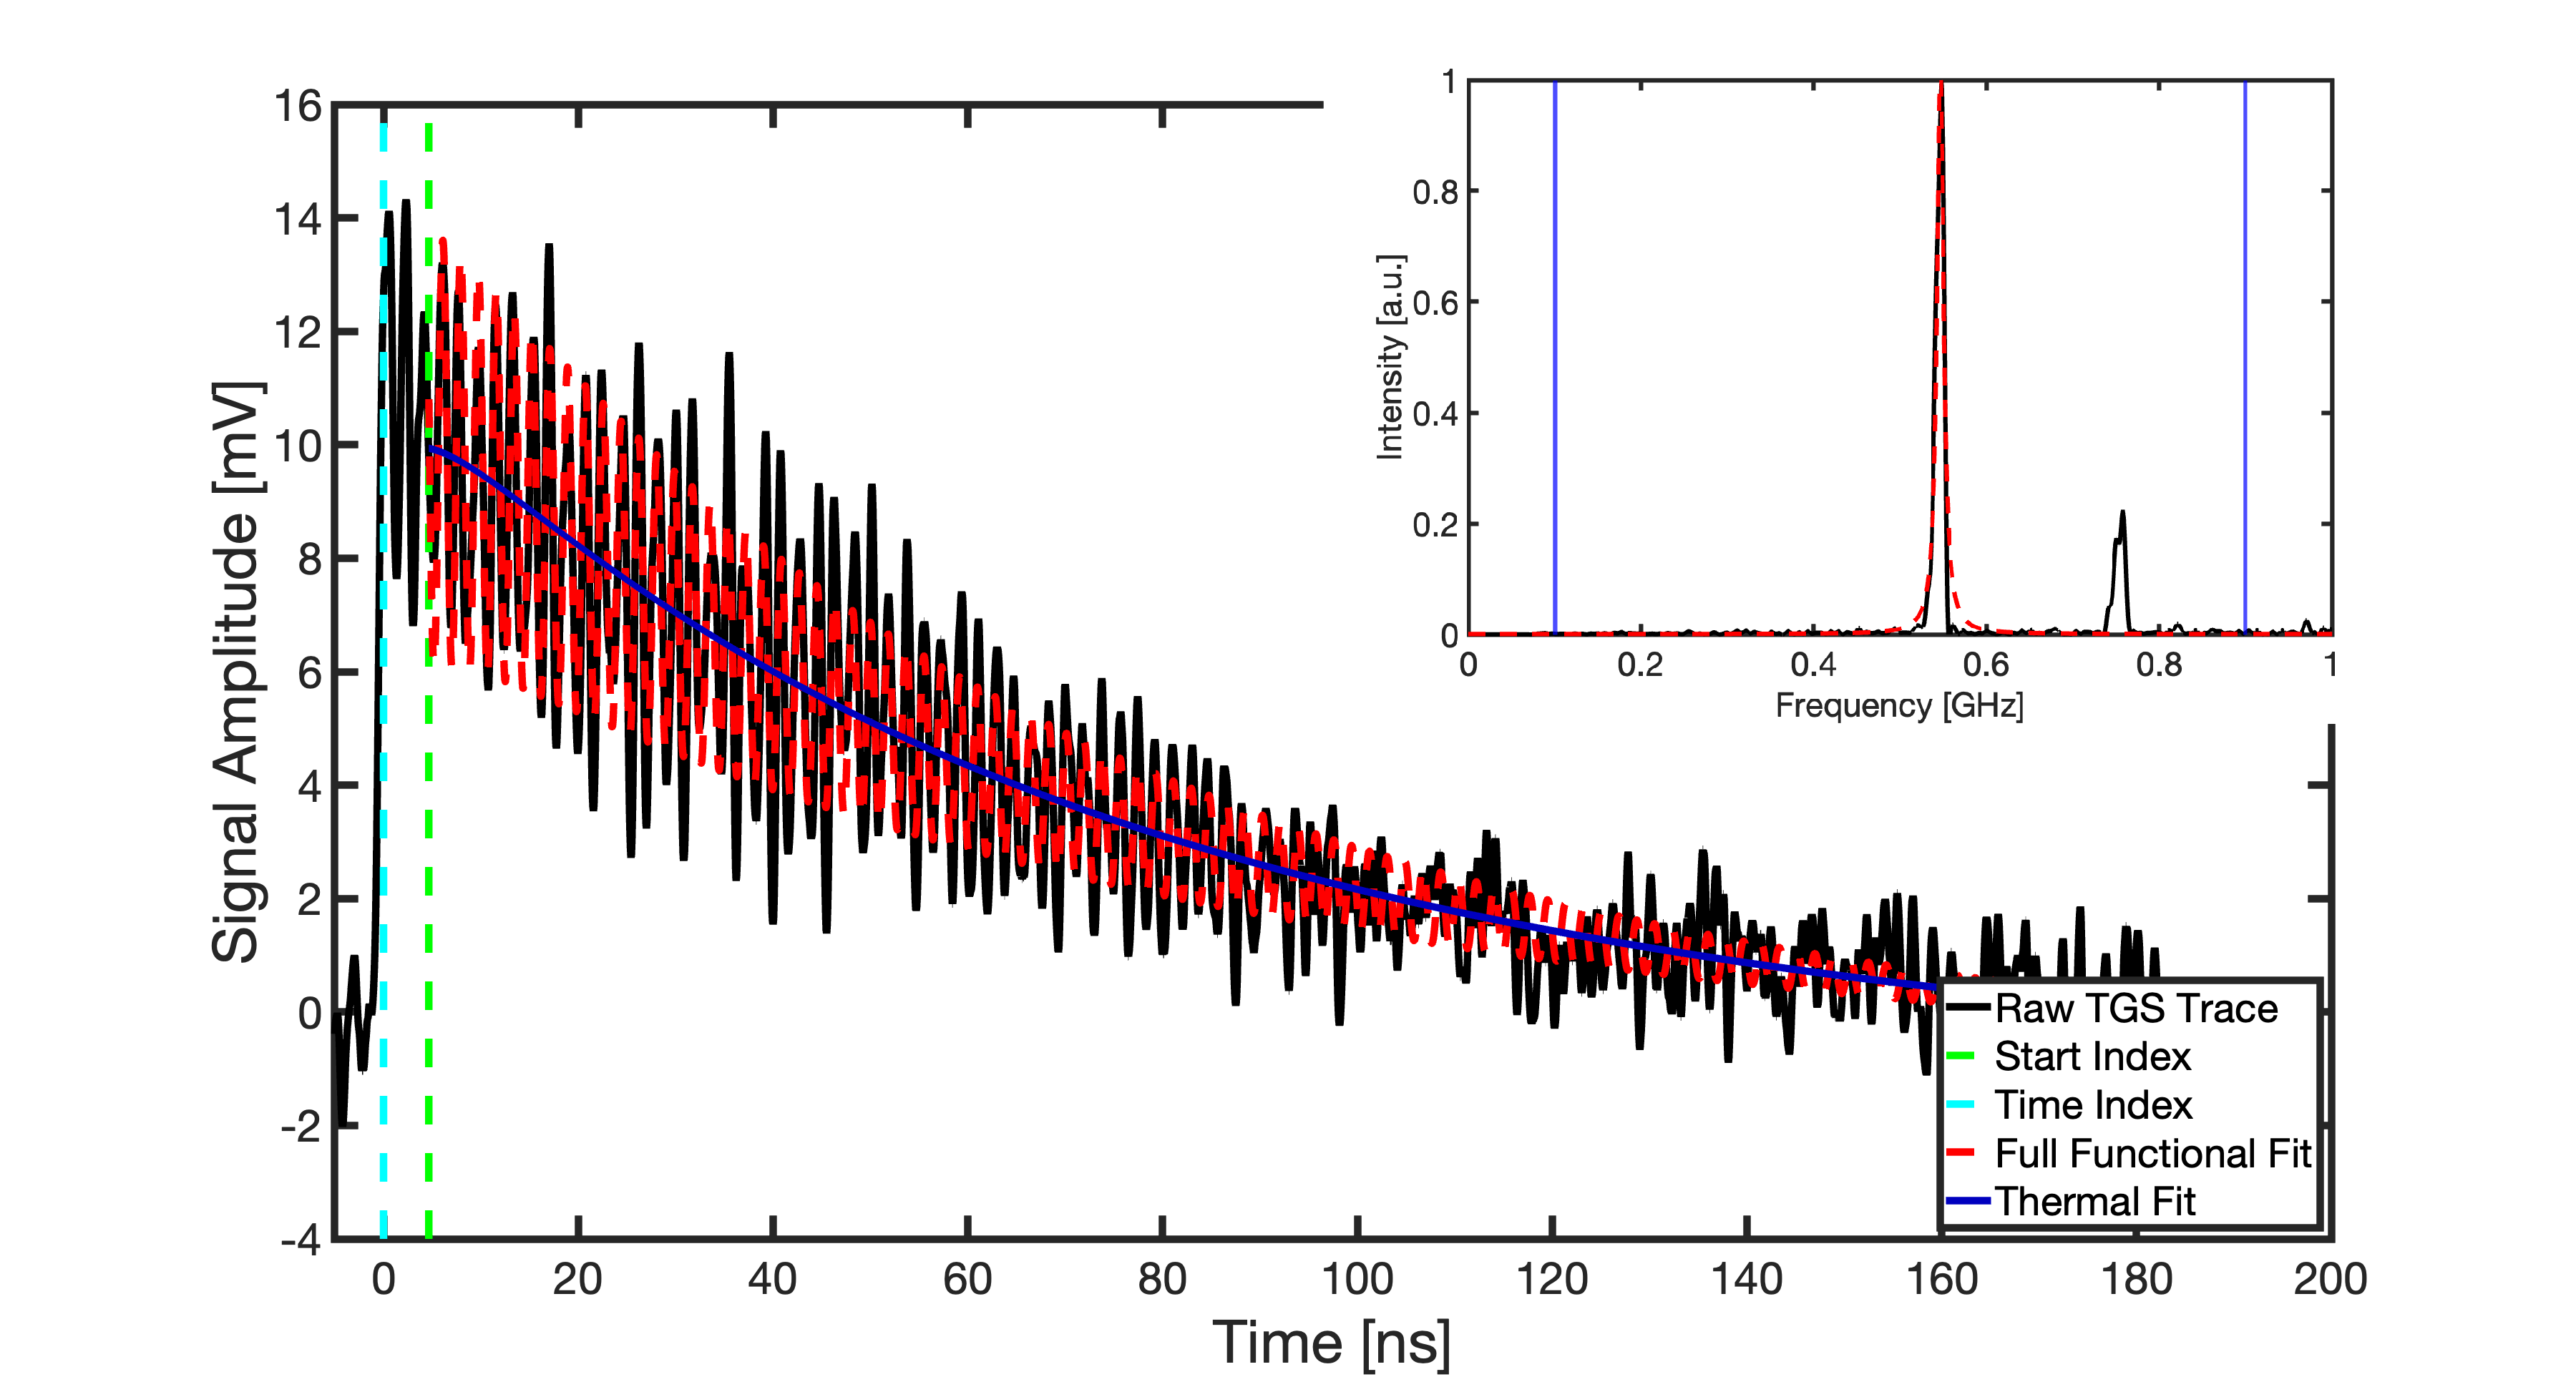 16
14
12
10
8
6
4
2
0
-2
-4
Signal Amplitude [mV]
0 20 40 60 80 100 120 140 160 180 200
Time [ns]
1
0.8
0.6
0.4
0.2
0
Intensity [a.u.]
0 0.2 0.4 0.6 0.8 1
Frequency [GHz]
Raw TGS Trace
Start Index
Time Index
Full Functional Fit
Thermal Fit